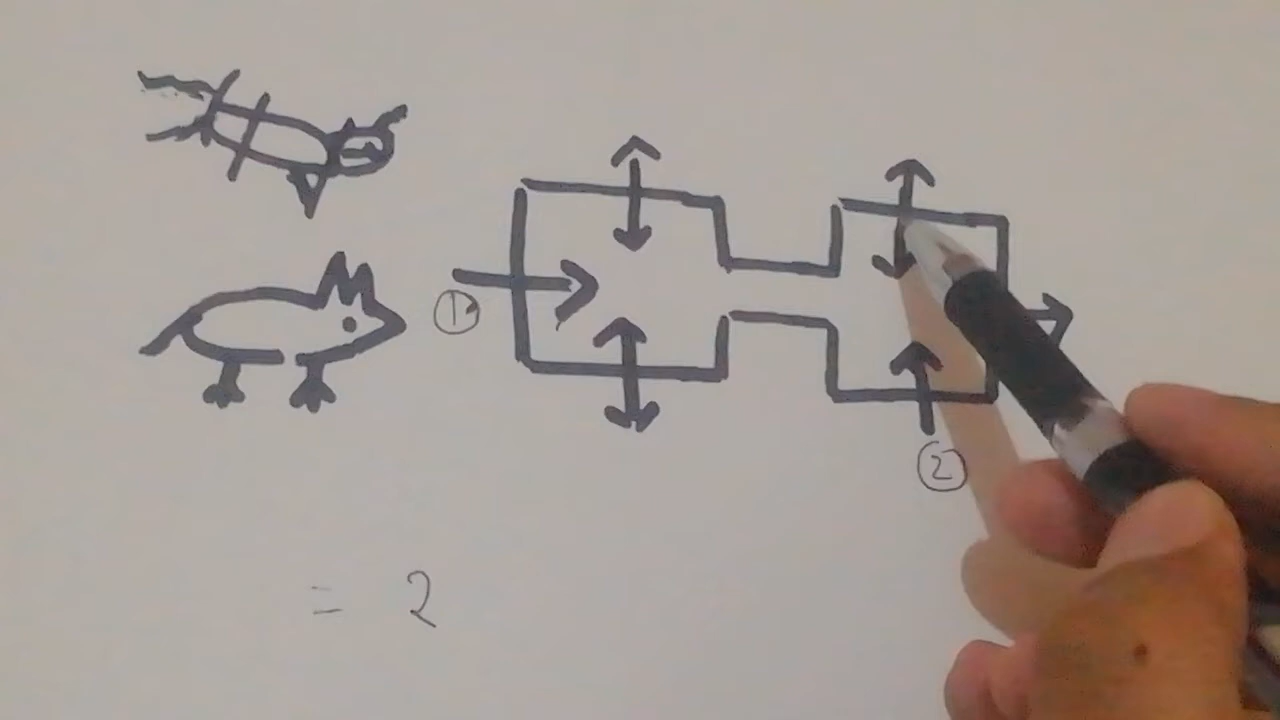 ①
②
= 2